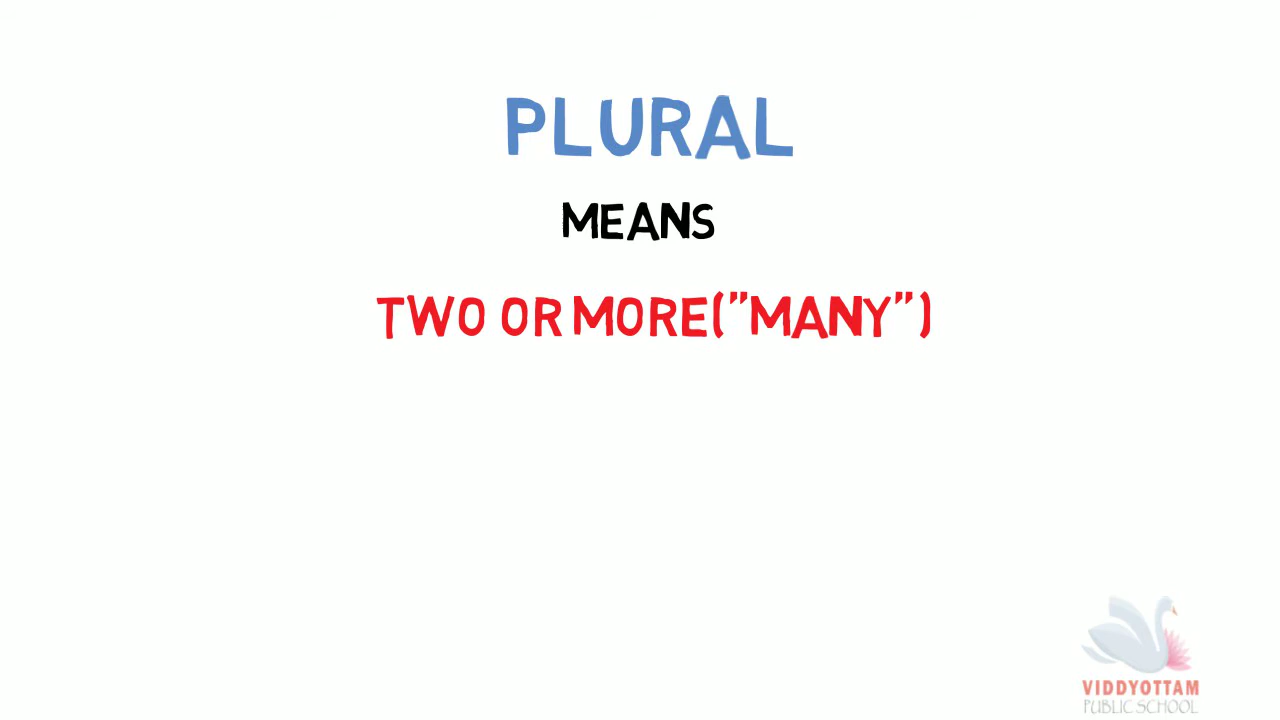 PLURAL
MEANS
TWO OR MORE("MANY")
VIDDYOTTAM
PUBLIC SCHOOL